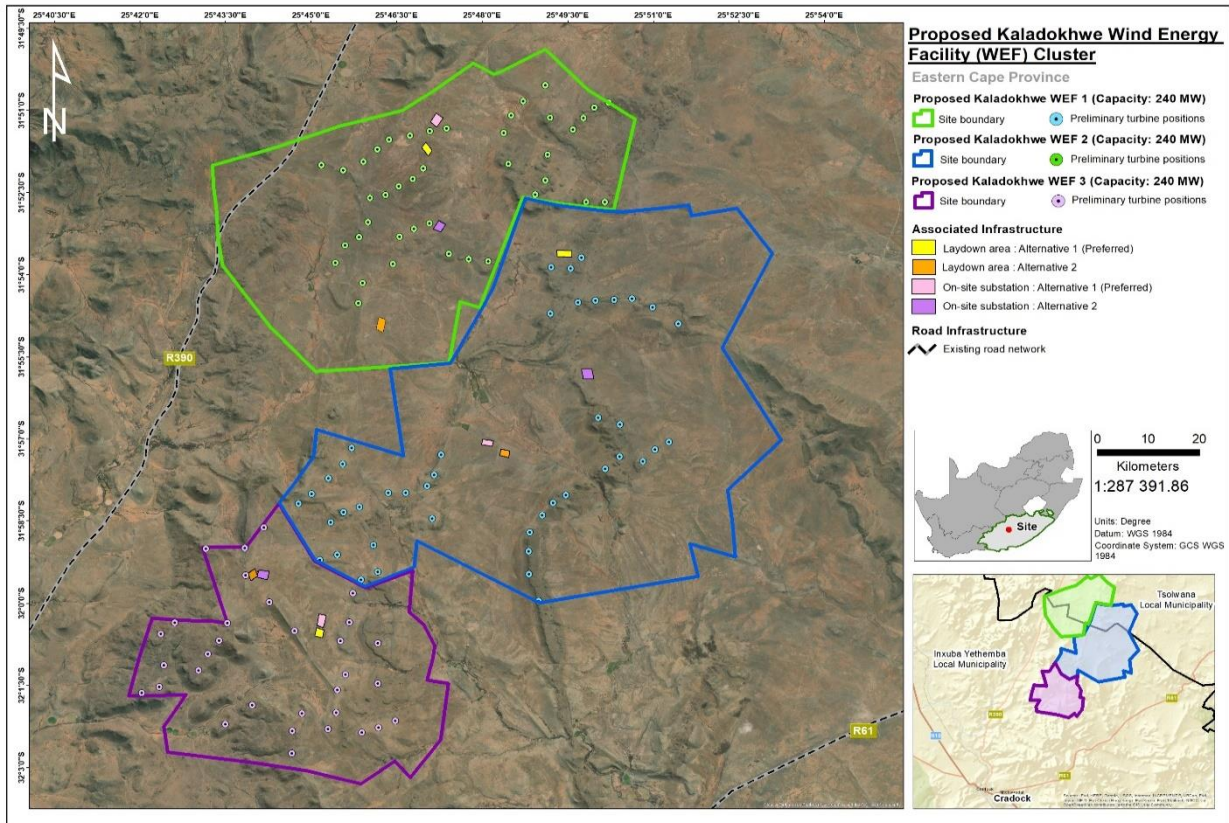 25°40'30"E 25°42'0"E 25°43'30"E 25°45'0"E 25°46'30"E 25°48'0"E 25°49'30"E 25°51'0"E 25°52'30"E 25°54'0"E
31°49'30"S
31°51'0"S
31°52'30"S
31°54'0"S
31°55'30"S
31°57'0"S
31°58'30"S
32°0'0"S
32°1'30"S
32°3'0"S
N
R390
R61
Proposed Kaladokhwe Wind Energy
Facility (WEF) Cluster
Eastern Cape Province
Proposed Kaladokhwe WEF 1 (Capacity: 240 MW)
Site boundary Preliminary turbine positions
Proposed Kaladokhwe WEF 2 (Capacity: 240 MW)
Site boundary Preliminary turbine positions
Proposed Kaladokhwe WEF 3 (Capacity: 240 MW)
Site boundary Preliminary turbine positions
Associated Infrastructure
Laydown area : Alternative 1 (Preferred)
Laydown area : Alternative 2
On-site substation : Alternative 1 (Preferred)
On-site substation : Alternative 2
Road Infrastructure
Existing road network
Site
0 10 20
Kilometers
1:287 391.86
Units: Degree
Datum: WGS 1984
Coordinate System: GCS WGS
1984
Tsolwana
Local Municipality
Inxuba Yethemba
Local Municipality
R61
R390
R61
Cradock